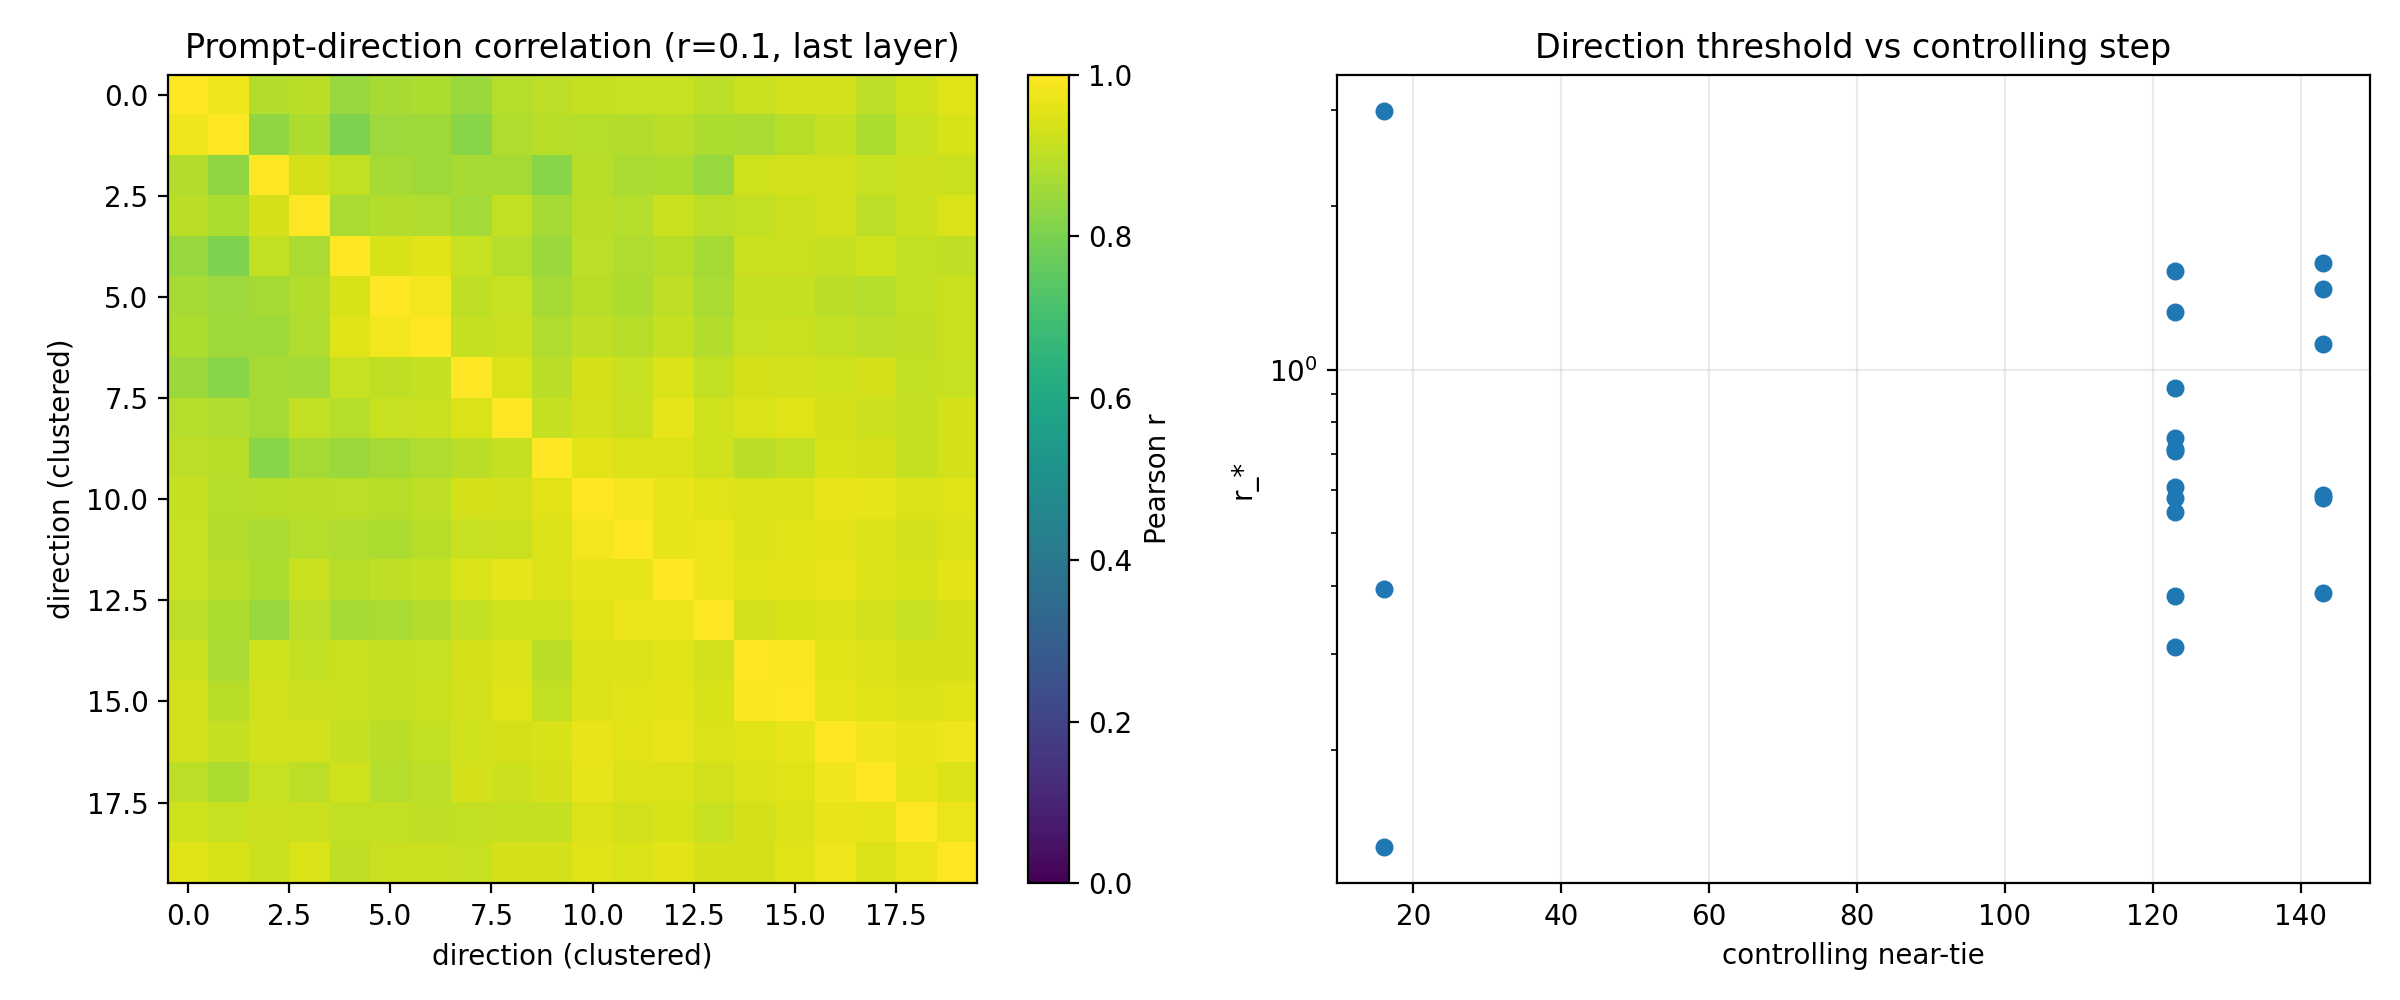 Prompt-direction correlation (r=0.1, last layer)
0.0
2.5
5.0
7.5
10.0
12.5
15.0
17.5
direction (clustered)
0.0 2.5 5.0 7.5 10.0 12.5 15.0 17.5
direction (clustered)
1.0
0.8
0.6
0.4
0.2
0.0
Pearson r
Direction threshold vs controlling step
10⁰
r_*
20 40 60 80 100 120 140
controlling near-tie